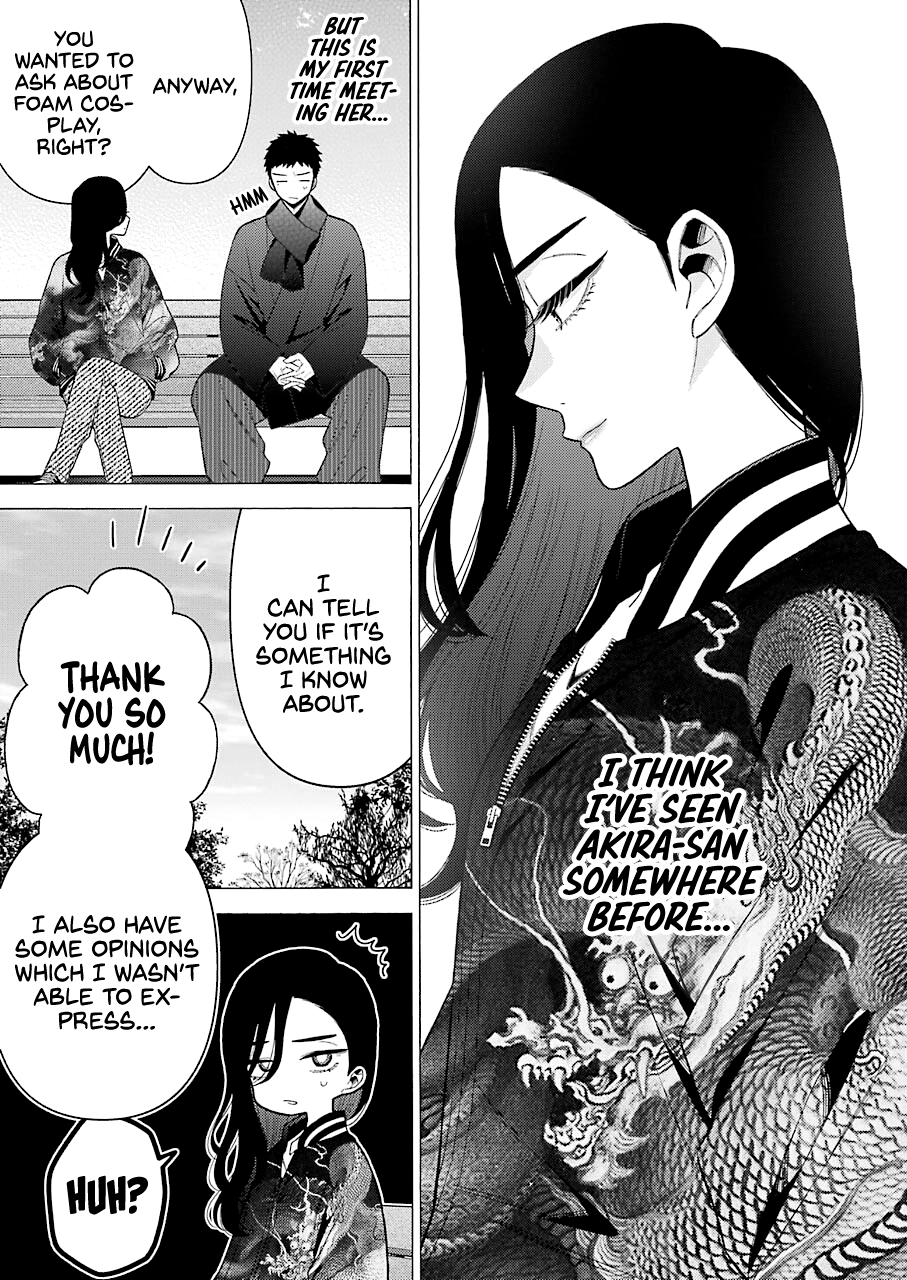 I THINK
I'VE SEEN
AKIRA-SAN
SOMEWHERE
BEFORE...
BUT
THIS IS
MY FIRST
TIME MEET-
ING HER...
HMM
ANYWAY,
YOU
WANTED TO
ASK ABOUT
FOAM COS-
PLAY,
RIGHT?
I
CAN TELL
YOU IF IT'S
SOMETHING
I KNOW
ABOUT.
THANK
YOU SO
MUCH!
I ALSO HAVE
SOME OPINIONS
WHICH I WASN'T
ABLE TO EX-
PRESS...
HUH?